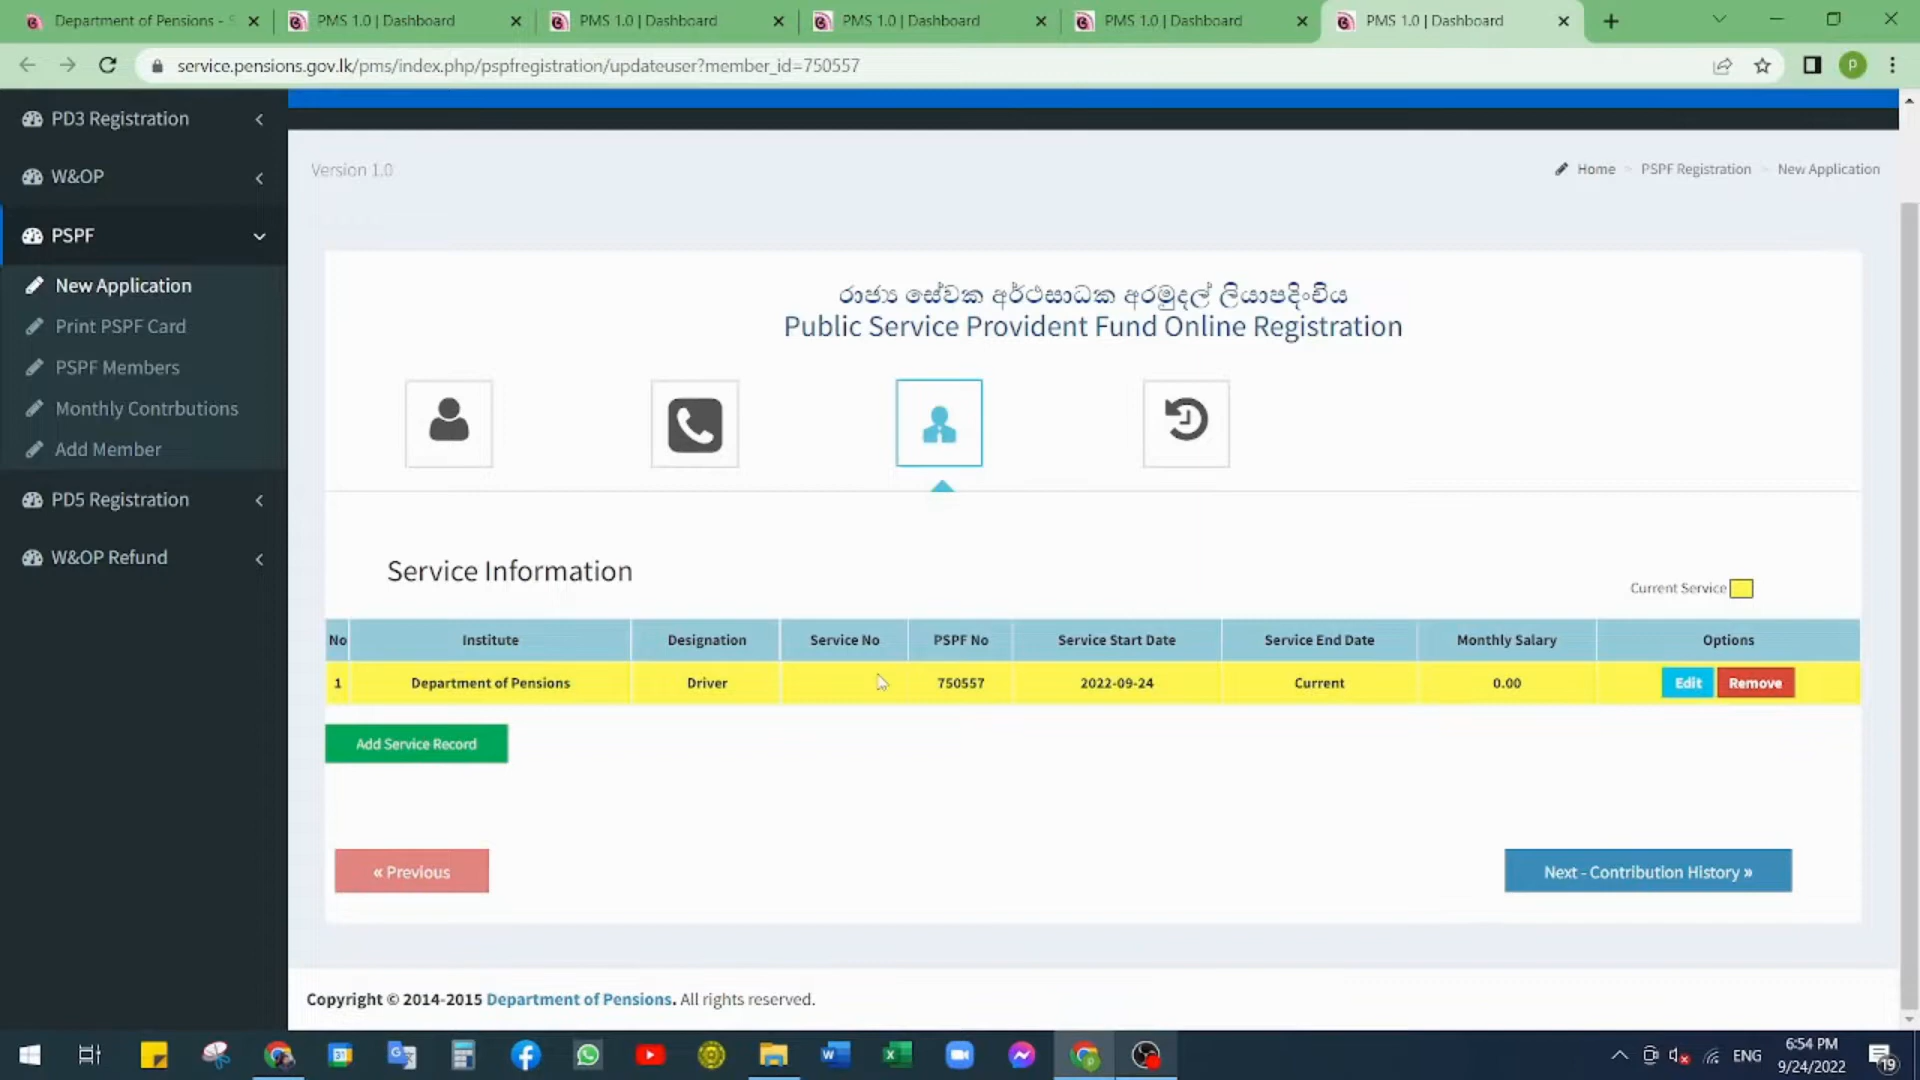 Department of Pensions - S
PMS 1.0 | Dashboard
PMS 1.0 | Dashboard
PMS 1.0 | Dashboard
PMS 1.0 | Dashboard
PMS 1.0 | Dashboard
service.pensions.gov.lk/pms/index.php/pspfregistration/updateuser?member_id=750557
P
PD3 Registration
W&OP
PSPF
New Application
Print PSPF Card
PSPF Members
Monthly Contrbutions
Add Member
PD5 Registration
W&OP Refund
Version 1.0
Home > PSPF Registration > New Application
රාජ්‍ය සේවක අර්ථසාධක අරමුදල් ලියාපදිංචිය
Public Service Provident Fund Online Registration
Service Information
Current Service
No Institute Designation Service No PSPF No Service Start Date Service End Date Monthly Salary Options
1 Department of Pensions Driver 750557 2022-09-24 Current 0.00 Edit Remove
Add Service Record
« Previous
Next - Contribution History »
Copyright © 2014-2015 Department of Pensions. All rights reserved.
ENG
6:54 PM
9/24/2022
19